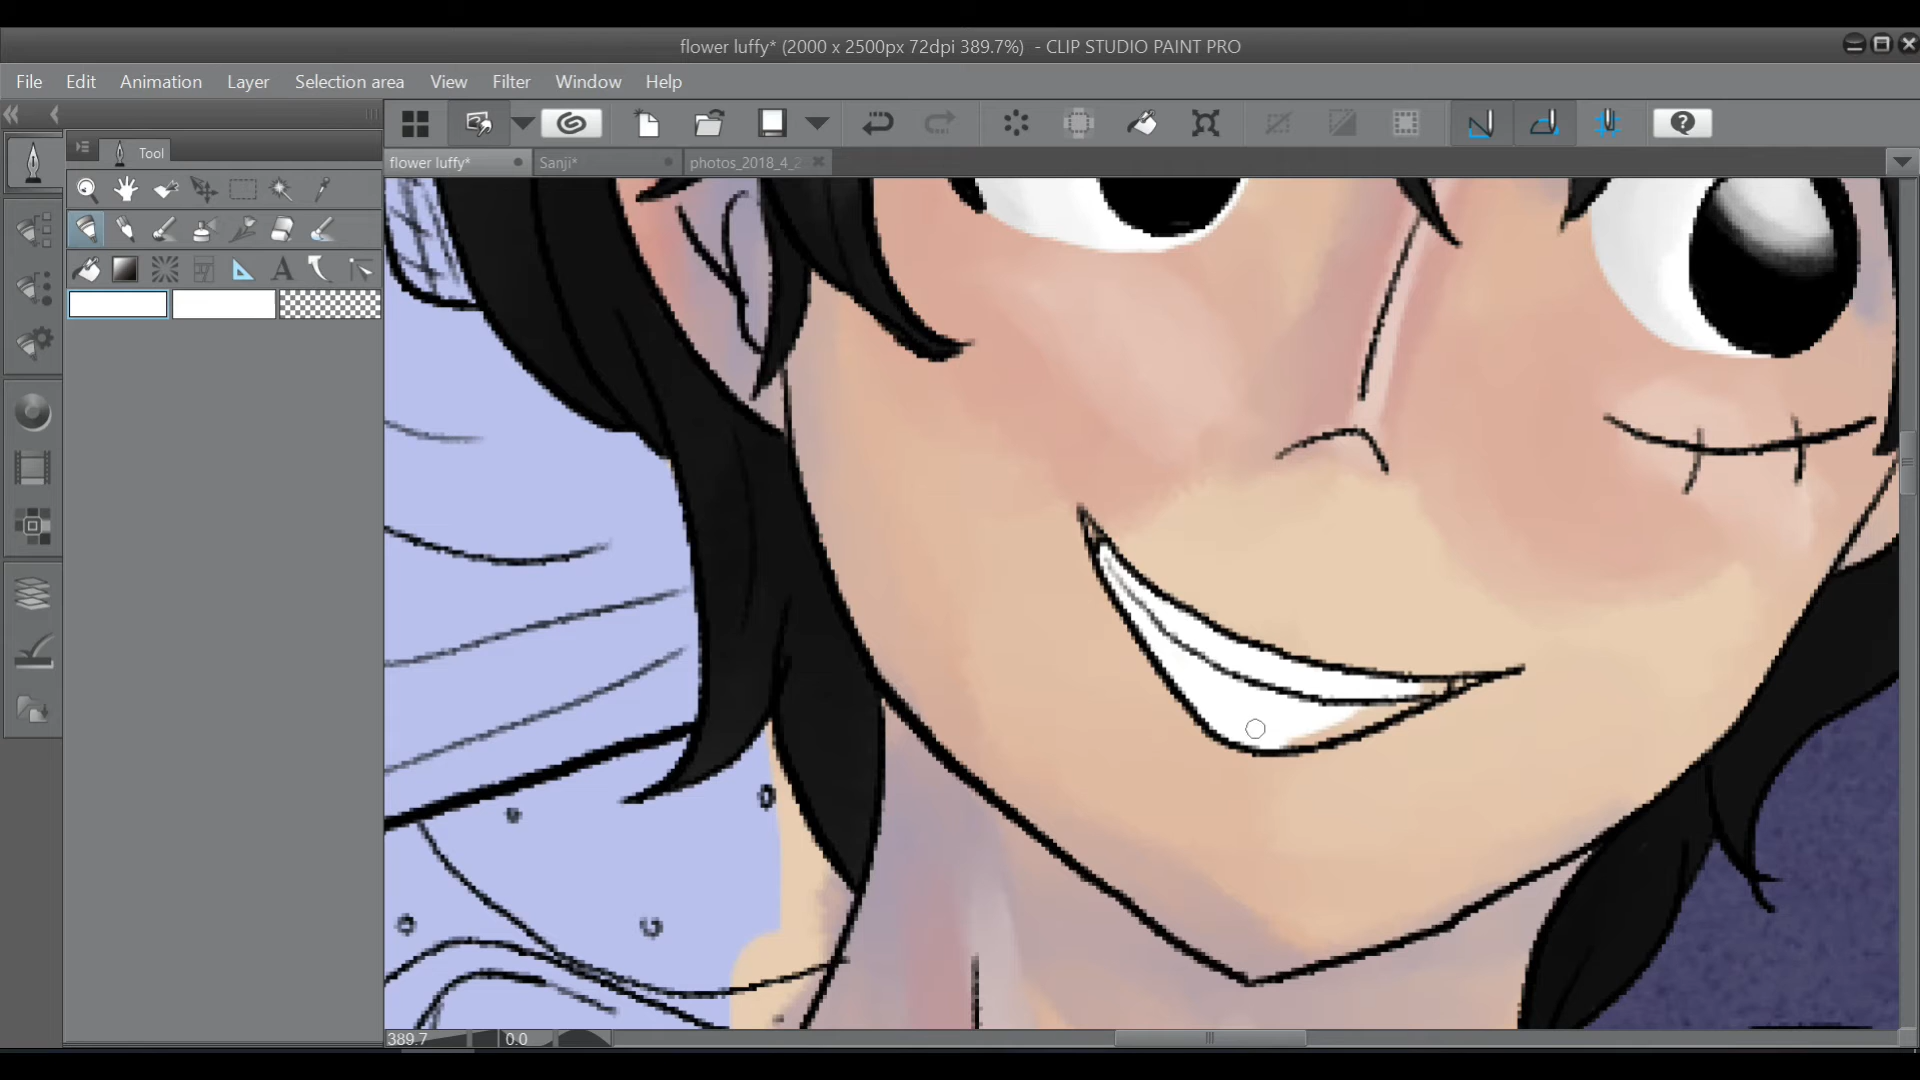 flower luffy* (2000 x 2500px 72dpi 389.7%) - CLIP STUDIO PAINT PRO
File Edit Animation Layer Selection area View Filter Window Help
Tool
flower luffy* Sanji* photos_2018_4_2
389.7 0.0